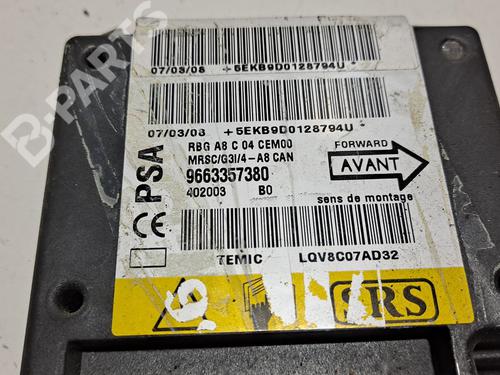 B-PARTS
07/03/08 +5EKB9D0128794U*
07/03/08 +5EKB9D0128794U*
PSA
CE
RBG A8 C 04 CEM00
MRSC/G3I/4-A8 CAN
9663357380
402003 B0
FORWARD
AVANT
sens de montage
TEMIC LQV8C07AD32
SRS